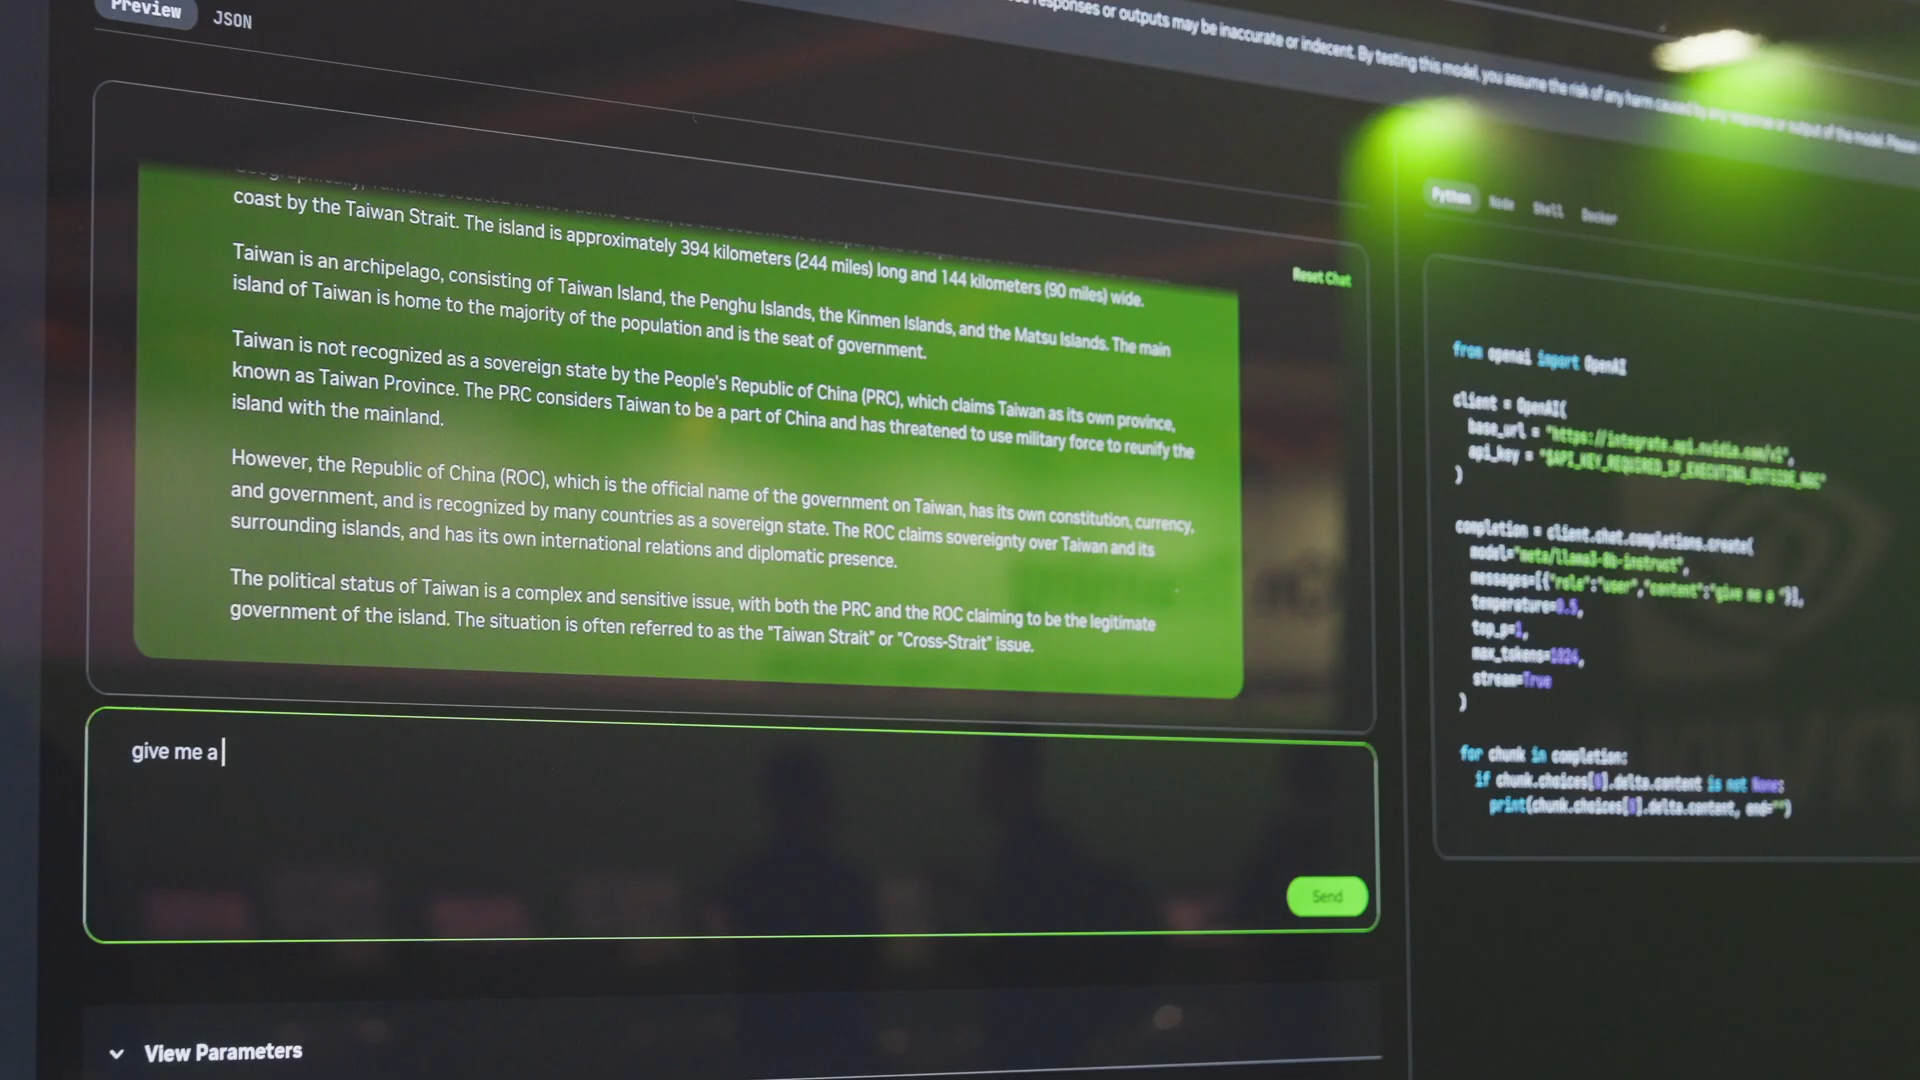 Preview JSON
responses or outputs may be inaccurate or indecent. By testing this model, you assume the risk of any harm caused by any response or output of the model. Please
coast by the Taiwan Strait. The island is approximately 394 kilometers (244 miles) long and 144 kilometers (90 miles) wide.
Taiwan is an archipelago, consisting of Taiwan Island, the Penghu Islands, the Kinmen Islands, and the Matsu Islands. The main
island of Taiwan is home to the majority of the population and is the seat of government.
Taiwan is not recognized as a sovereign state by the People's Republic of China (PRC), which claims Taiwan as its own province,
known as Taiwan Province. The PRC considers Taiwan to be a part of China and has threatened to use military force to reunify the
island with the mainland.
However, the Republic of China (ROC), which is the official name of the government on Taiwan, has its own constitution, currency,
and government, and is recognized by many countries as a sovereign state. The ROC claims sovereignty over Taiwan and its
surrounding islands, and has its own international relations and diplomatic presence.
The political status of Taiwan is a complex and sensitive issue, with both the PRC and the ROC claiming to be the legitimate
government of the island. The situation is often referred to as the "Taiwan Strait" or "Cross-Strait" issue.
Reset Chat
give me a
Send
View Parameters
Python Node Shell Docker
from openai import OpenAI
client = OpenAI(
base_url = "https://integrate.api.nvidia.com/v1",
api_key = "$API_KEY_REQUIRED_IF_EXECUTING_OUTSIDE_NGC"
)
completion = client.chat.completions.create(
model="meta/llama3-8b-instruct",
messages=[{"role":"user","content":"give me a "}],
temperature=0.5,
top_p=1,
max_tokens=1024,
stream=True
)
for chunk in completion:
if chunk.choices[0].delta.content is not None:
print(chunk.choices[0].delta.content, end="")